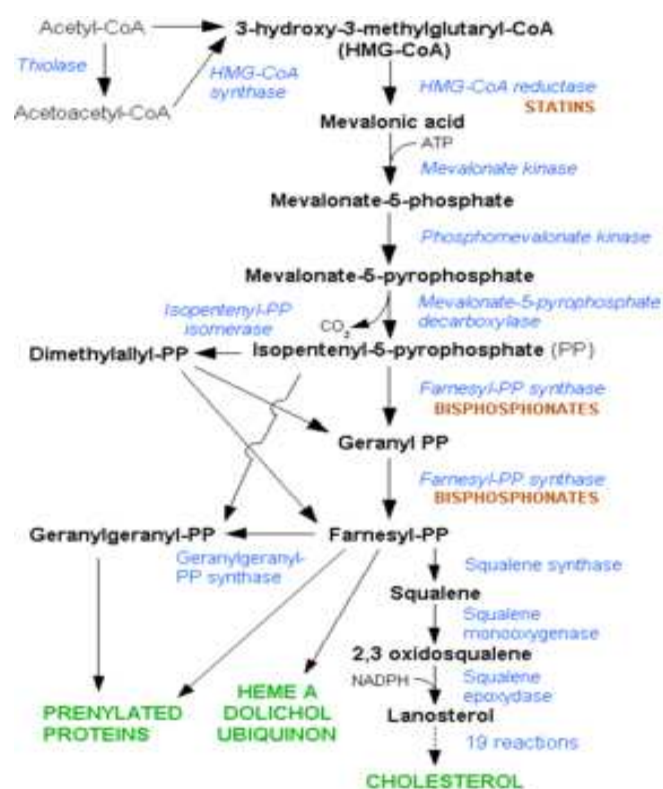 Acetyl-CoA
3-hydroxy-3-methylglutaryl-CoA
(HMG-CoA)
Thiolase
HMG-CoA
synthase
HMG-CoA reductase
STATINS
Acetoacetyl-CoA
Mevalonic acid
ATP
Mevalonate kinase
Mevalonate-5-phosphate
Phosphomevalonate kinase
Mevalonate-5-pyrophosphate
Isopentenyl-PP
isomerase
CO2
Mevalonate-5-pyrophosphate
decarboxylase
Dimethylallyl-PP
Isopentenyl-5-pyrophosphate (PP)
Farnesyl-PP synthase
BISPHOSPHONATES
Geranyl PP
Farnesyl-PP synthase
BISPHOSPHONATES
Geranylgeranyl-PP
Farnesyl-PP
Geranylgeranyl-
PP synthase
Squalene synthase
Squalene
Squalene
monooxygenase
2,3 oxidosqualene
NADPH
Squalene
epoxydase
Lanosterol
PRENYLATED
PROTEINS
HEME A
DOLICHOL
UBIQUINON
19 reactions
CHOLESTEROL